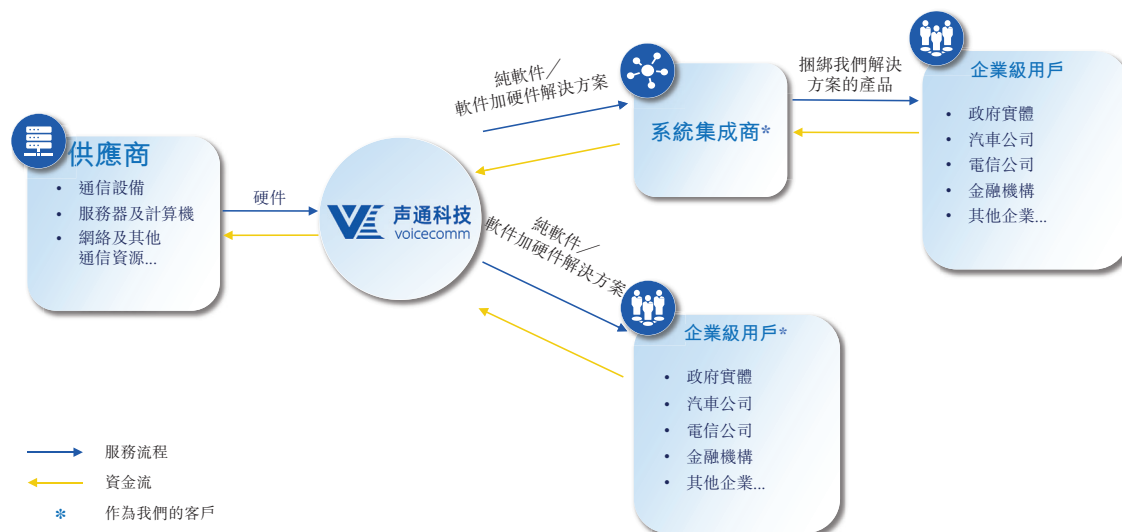 供應商
• 通信設備
• 服務器及計算機
• 網絡及其他
通信資源...
硬件
声通科技
voicecomm
純軟件／
軟件加硬件解決方案
系統集成商*
捆綁我們解決
方案的產品
企業級用戶
• 政府實體
• 汽車公司
• 電信公司
• 金融機構
• 其他企業...
純軟件／
軟件加硬件解決方案
企業級用戶*
• 政府實體
• 汽車公司
• 電信公司
• 金融機構
• 其他企業...
服務流程
資金流
* 作為我們的客戶